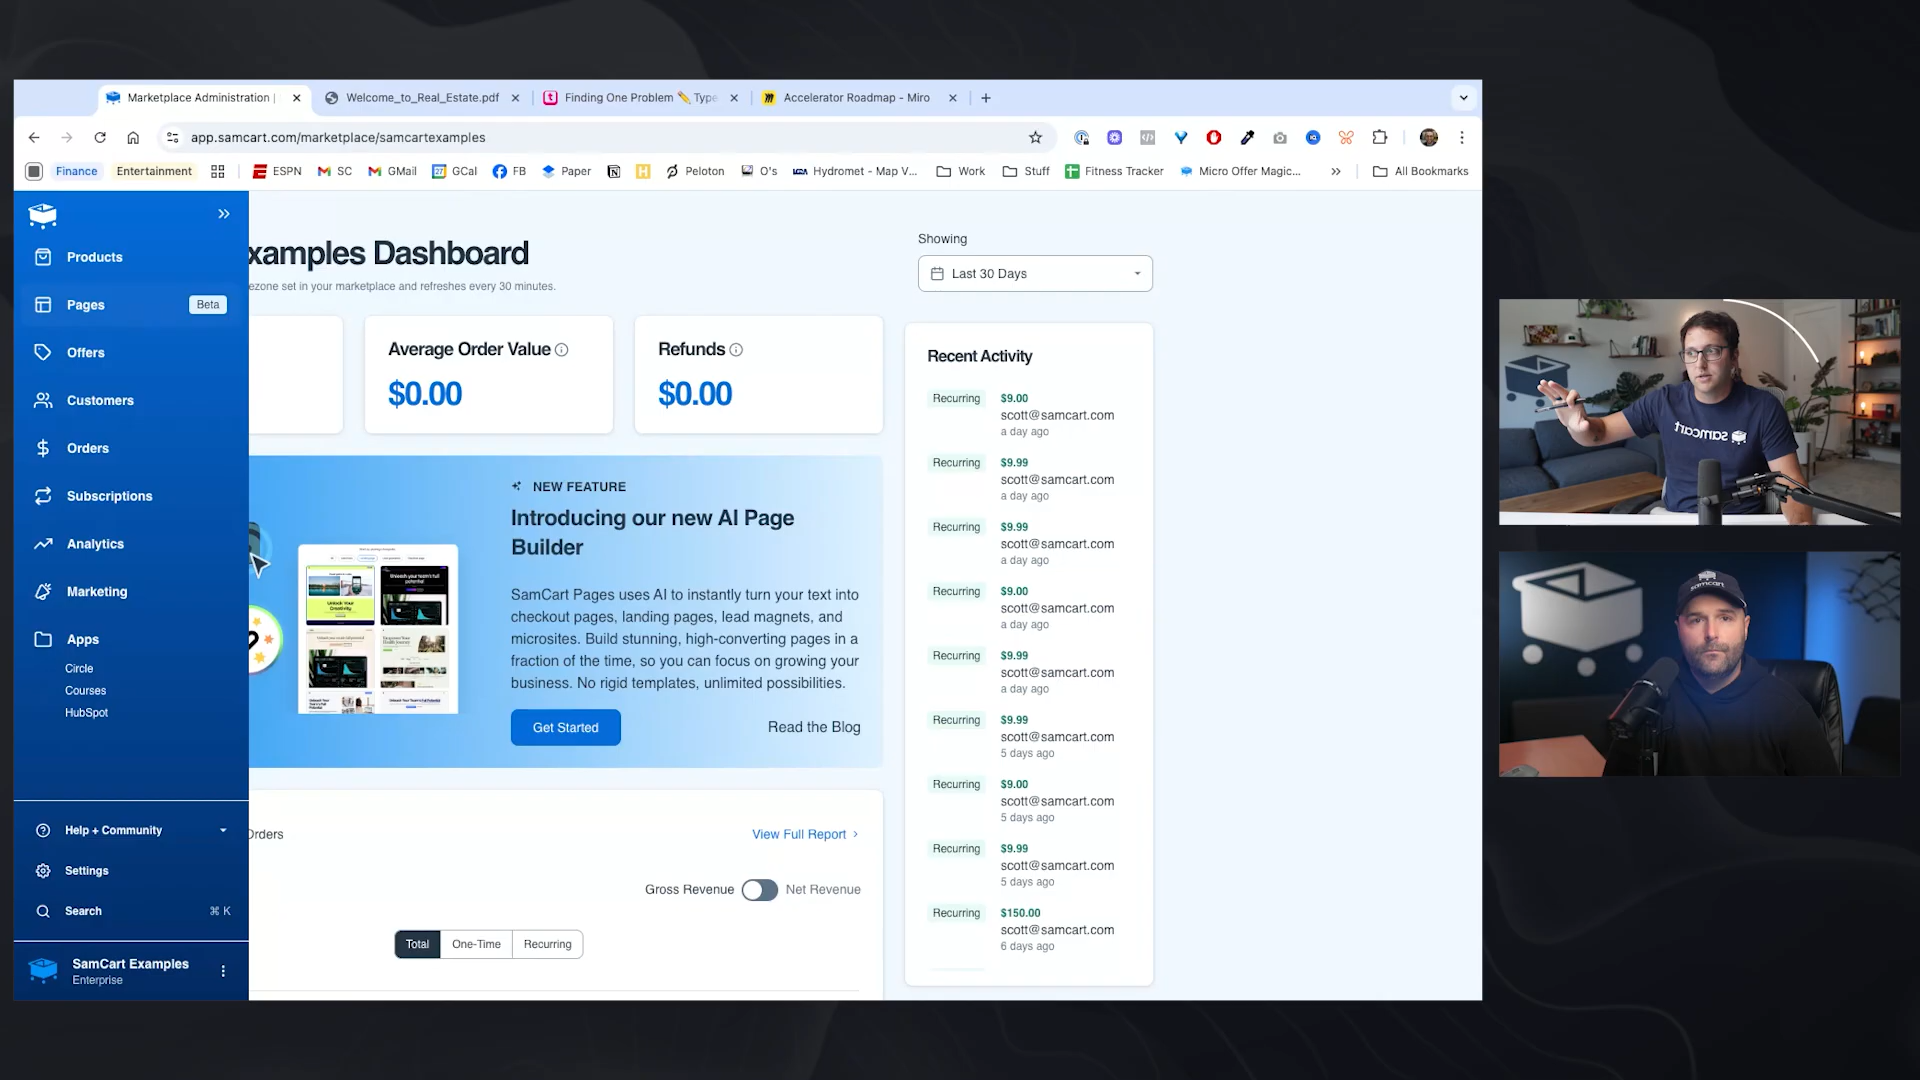 Marketplace Administration |
Welcome_to_Real_Estate.pdf
Finding One Problem ✏️ Type
Accelerator Roadmap - Miro
app.samcart.com/marketplace/samcartexamples
Finance
Entertainment
ESPN
SC
GMail
GCal
FB
Paper
Peloton
O's
Hydromet - Map V...
Work
Stuff
Fitness Tracker
Micro Offer Magic...
All Bookmarks
Products
Pages
Beta
Offers
Customers
Orders
Subscriptions
Analytics
Marketing
Apps
Circle
Courses
HubSpot
Help + Community
Settings
Search
⌘ K
SamCart Examples
Enterprise
xamples Dashboard
ezone set in your marketplace and refreshes every 30 minutes.
Showing
Last 30 Days
Average Order Value
$0.00
Refunds
$0.00
NEW FEATURE
Introducing our new AI Page
Builder
SamCart Pages uses AI to instantly turn your text into
checkout pages, landing pages, lead magnets, and
microsites. Build stunning, high-converting pages in a
fraction of the time, so you can focus on growing your
business. No rigid templates, unlimited possibilities.
Get Started
Read the Blog
Orders
View Full Report
Gross Revenue
Net Revenue
Total
One-Time
Recurring
Recent Activity
Recurring
$9.00
scott@samcart.com
a day ago
Recurring
$9.99
scott@samcart.com
a day ago
Recurring
$9.99
scott@samcart.com
a day ago
Recurring
$9.00
scott@samcart.com
a day ago
Recurring
$9.99
scott@samcart.com
a day ago
Recurring
$9.99
scott@samcart.com
5 days ago
Recurring
$9.00
scott@samcart.com
5 days ago
Recurring
$9.99
scott@samcart.com
5 days ago
Recurring
$150.00
scott@samcart.com
6 days ago
samcart
samcart